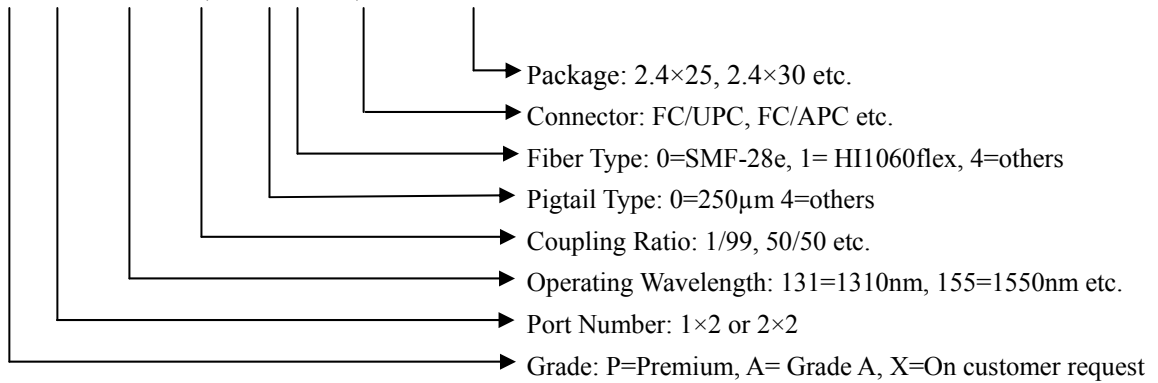 Package: 2.4×25, 2.4×30 etc.
Connector: FC/UPC, FC/APC etc.
Fiber Type: 0=SMF-28e, 1= HI1060flex, 4=others
Pigtail Type: 0=250µm 4=others
Coupling Ratio: 1/99, 50/50 etc.
Operating Wavelength: 131=1310nm, 155=1550nm etc.
Port Number: 1×2 or 2×2
Grade: P=Premium, A= Grade A, X=On customer request